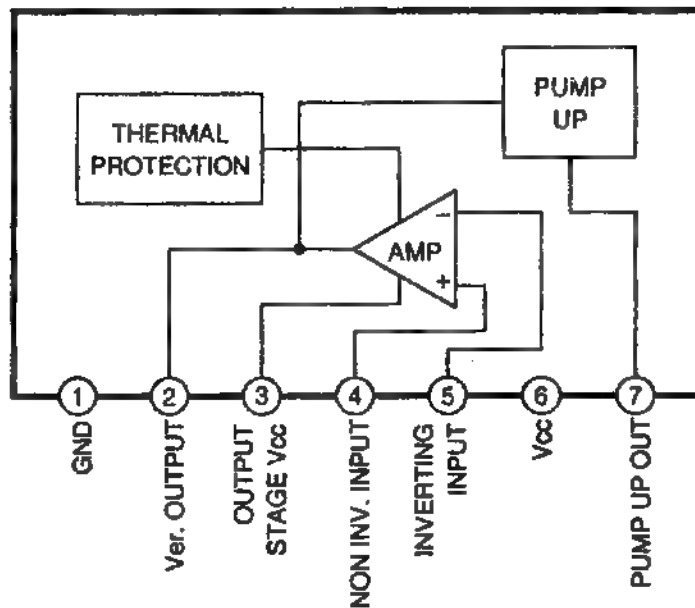 PUMP
UP
THERMAL
PROTECTION
−
AMP
+
1
2
3
4
5
6
7
GND
Ver. OUTPUT
OUTPUT
STAGE Vcc
NON INV. INPUT
INVERTING
INPUT
Vcc
PUMP UP OUT